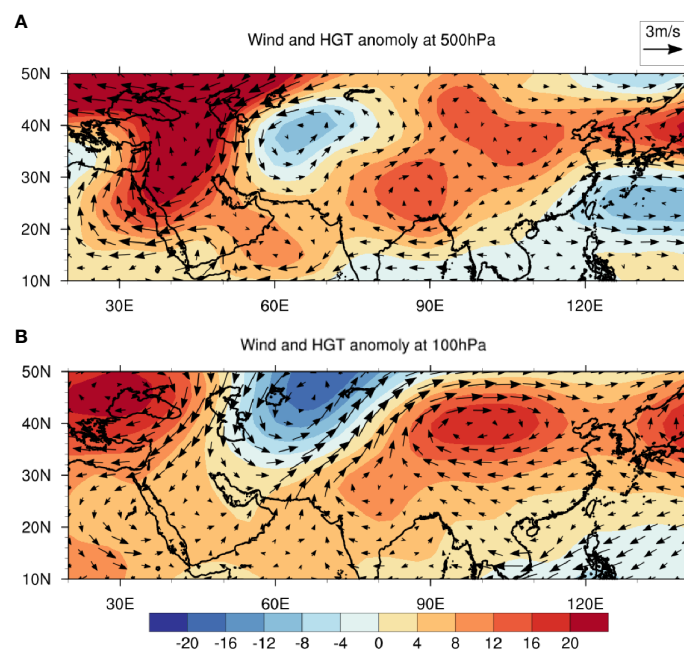 A
Wind and HGT anomoly at 500hPa
3m/s
50N
40N
30N
20N
10N
30E 60E 90E 120E
B
Wind and HGT anomoly at 100hPa
50N
40N
30N
20N
10N
30E 60E 90E 120E
-20 -16 -12 -8 -4 0 4 8 12 16 20